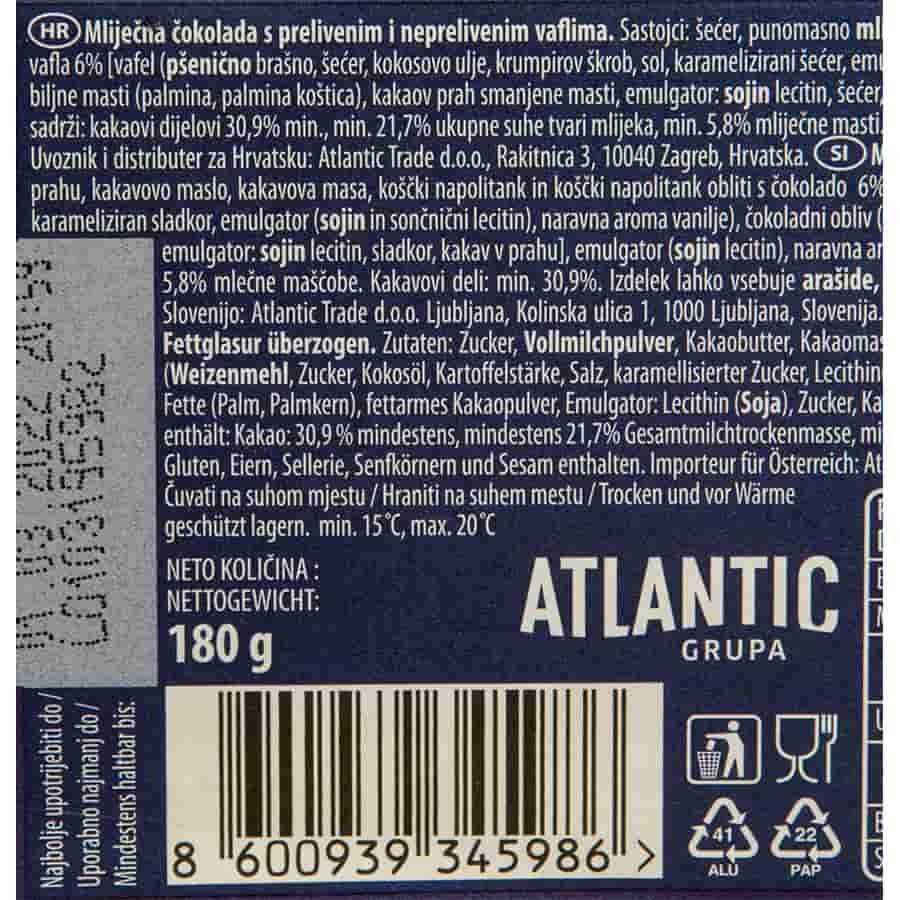 HR Mliječna čokolada s prelivenim i neprelivenim vaflima. Sastojci: šećer, punomasno
vafla 6% [vafel (pšenično brašno, šećer, kokosovo ulje, krumpirov škrob, sol, karamelizirani šećer,
biljne masti (palmina, palmina koštica), kakaov prah smanjene masti, emulgator: sojin lecitin, šećer,
sadrži: kakaovi dijelovi 30,9% min., min. 21,7% ukupne suhe tvari mlijeka, min. 5,8% mliječne masti.
Uvoznik i distributer za Hrvatsku: Atlantic Trade d.o.o., Rakitnica 3, 10040 Zagreb, Hrvatska. SI
prahu, kakavovo maslo, kakavova masa, koščki napolitank in koščki napolitank obliti s čokolado 6%
karameliziran sladkor, emulgator (sojin in sončnični lecitin), naravna aroma vanilje), čokoladni obliv (
emulgator: sojin lecitin, sladkor, kakav v prahu], emulgator (sojin lecitin), naravna
5,8% mlečne maščobe. Kakavovi deli: min. 30,9%. Izdelek lahko vsebuje arašide,
Slovenijo: Atlantic Trade d.o.o. Ljubljana, Kolinska ulica 1, 1000 Ljubljana, Slovenija.
Fettglasur überzogen. Zutaten: Zucker, Vollmilchpulver, Kakaobutter,
(Weizenmehl, Zucker, Kokosöl, Kartoffelstärke, Salz, karamellisierter Zucker, Lecithin
Fette (Palm, Palmkern), fettarmes Kakaopulver, Emulgator: Lecithin (Soja), Zucker,
enthält: Kakao: 30,9 % mindestens, mindestens 21,7% Gesamtmilchtrockenmasse,
Gluten, Eiern, Sellerie, Senfkörnern und Sesam enthalten. Importeur für Österreich:
Čuvati na suhom mjestu / Hraniti na suhem mestu / Trocken und vor Wärme
geschützt lagern. min. 15°C, max. 20°C
NETO KOLIČINA :
NETTOGEWICHT:
180 g
ATLANTIC
GRUPA
Najbolje upotrijebiti do /
Uporabno najmanj do /
Mindestens haltbar bis:
8 600939 345986 >
41
ALU
22
PAP